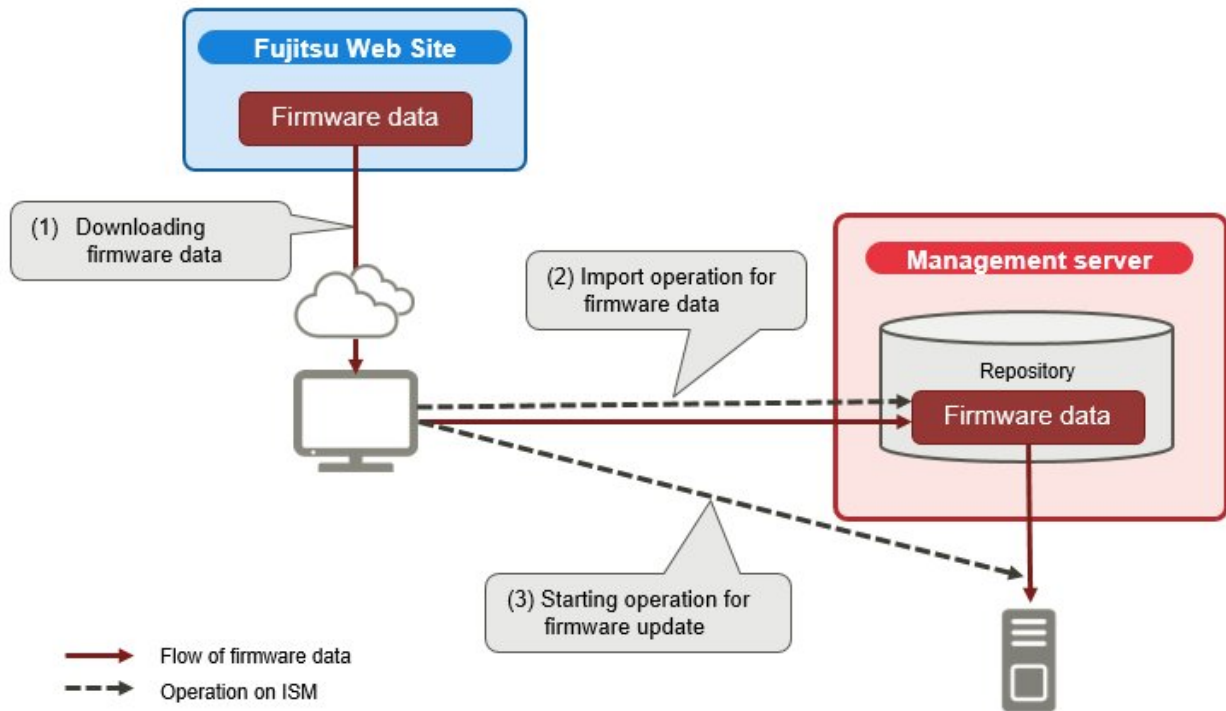 Fujitsu Web Site
Firmware data
(1) Downloading
firmware data
(2) Import operation for
firmware data
Management server
Repository
Firmware data
(3) Starting operation for
firmware update
Flow of firmware data
Operation on ISM